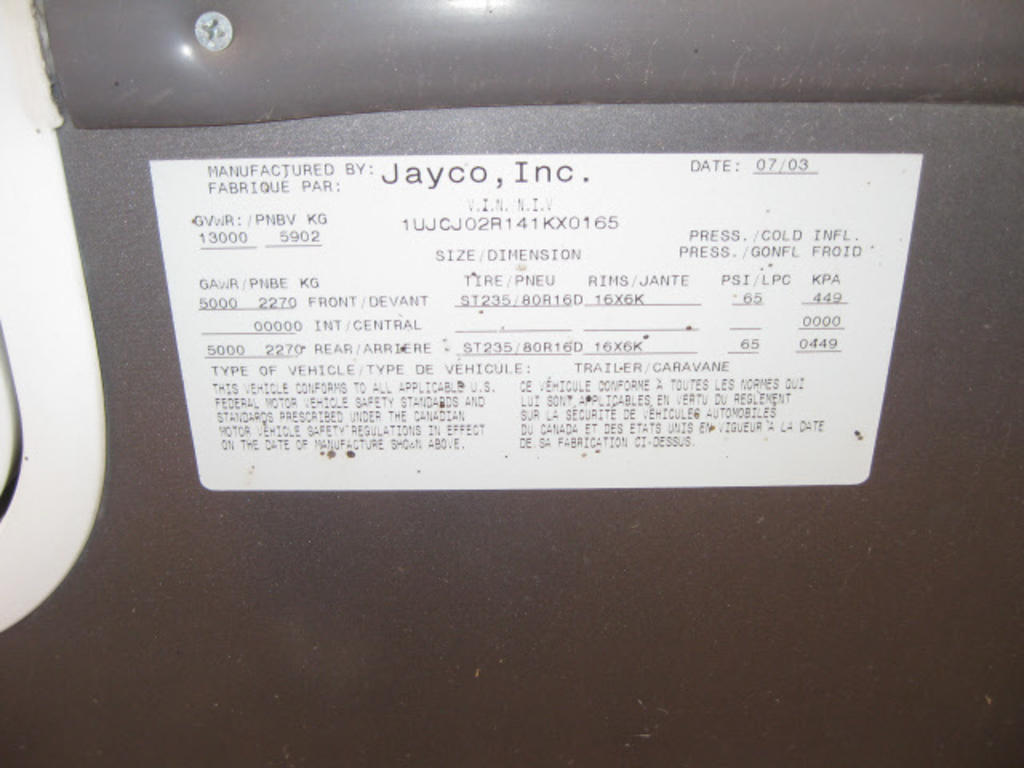 MANUFACTURED BY: Jayco, Inc. DATE: 07/03
FABRIQUE PAR:
V.I.N. N.I.V
GVWR:/PNBV KG 1UJCJ02R141KX0165
13000 5902 PRESS./COLD INFL.
SIZE/DIMENSION PRESS./GONFL FROID
GAWR/PNBE KG TIRE/PNEU RIMS/JANTE PSI/LPC KPA
5000 2270 FRONT/DEVANT ST235/80R16D 16X6K 65 449
00000 INT/CENTRAL 0000
5000 2270 REAR/ARRIERE ST235/80R16D 16X6K 65 0449
TYPE OF VEHICLE/TYPE DE VEHICULE: TRAILER/CARAVANE
THIS VEHICLE CONFORMS TO ALL APPLICABLE U.S.
FEDERAL MOTOR VEHICLE SAFETY STANDARDS AND
STANDARDS PRESCRIBED UNDER THE CANADIAN
MOTOR VEHICLE SAFETY REGULATIONS IN EFFECT
ON THE DATE OF MANUFACTURE SHOWN ABOVE.
CE VÉHICULE CONFORME À TOUTES LES NORMES QUI
LUI SONT APPLICABLES EN VERTU DU REGLEMENT
SUR LA SÉCURITÉ DE VÉHICULES AUTOMOBILES
DU CANADA ET DES ETATS UNIS EN VIGUEUR A LA DATE
DE SA FABRICATION CI-DESSUS.